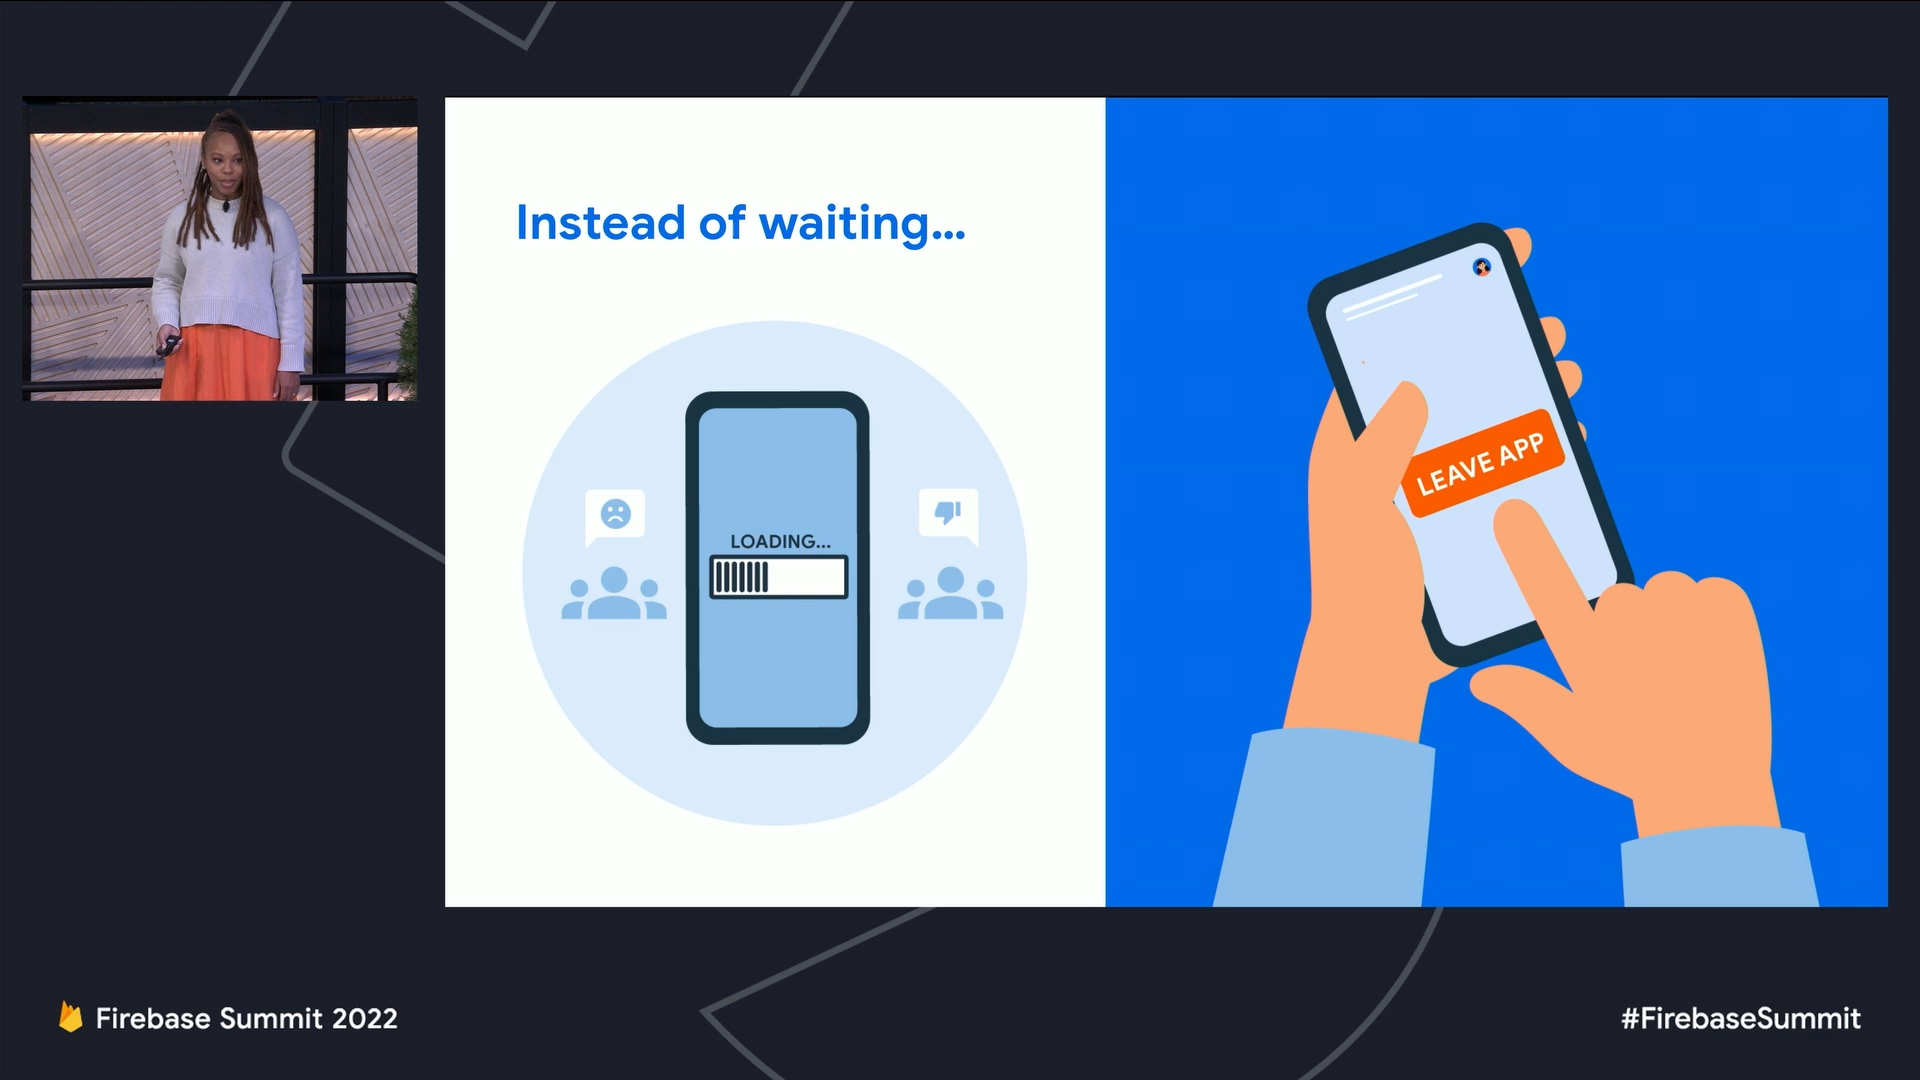 Instead of waiting...
LOADING...
LEAVE APP
Firebase Summit 2022
#FirebaseSummit